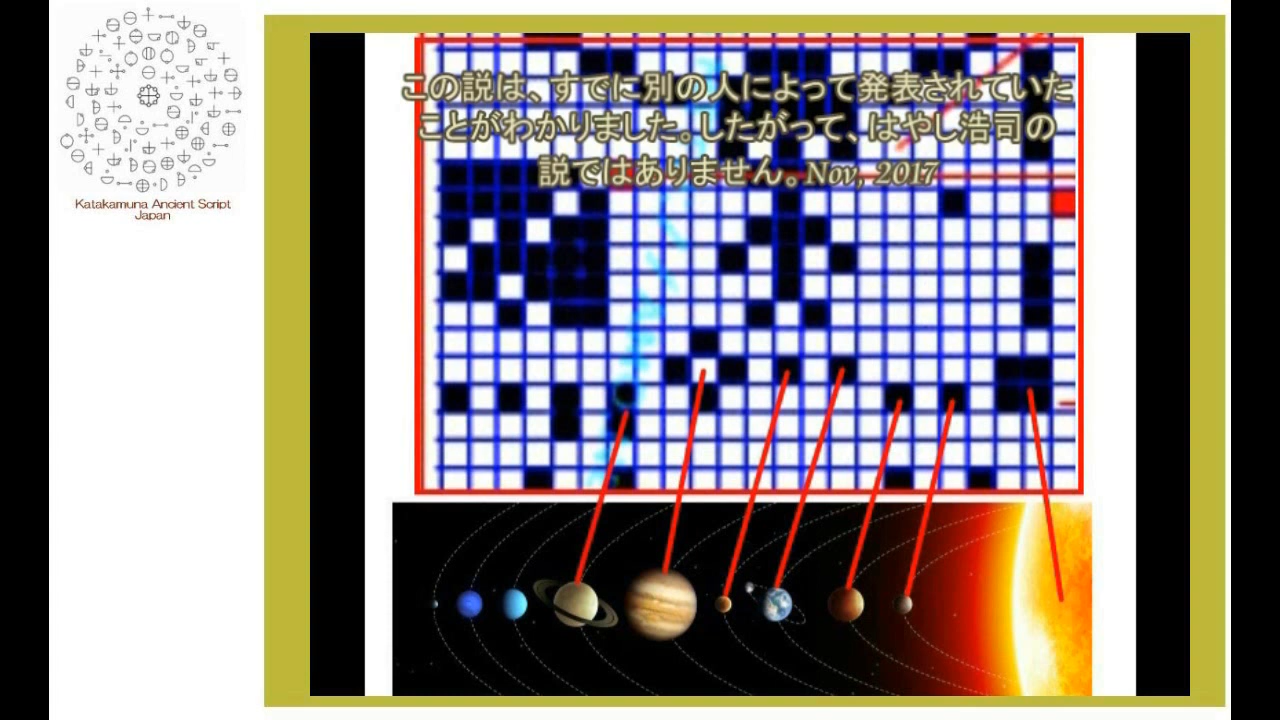 この説は、すでに別の人によって発表されていた
ことがわかりました。したがって、はやし浩司の
説ではありません。Nov, 2017
Katakamuna Ancient Script
Japan